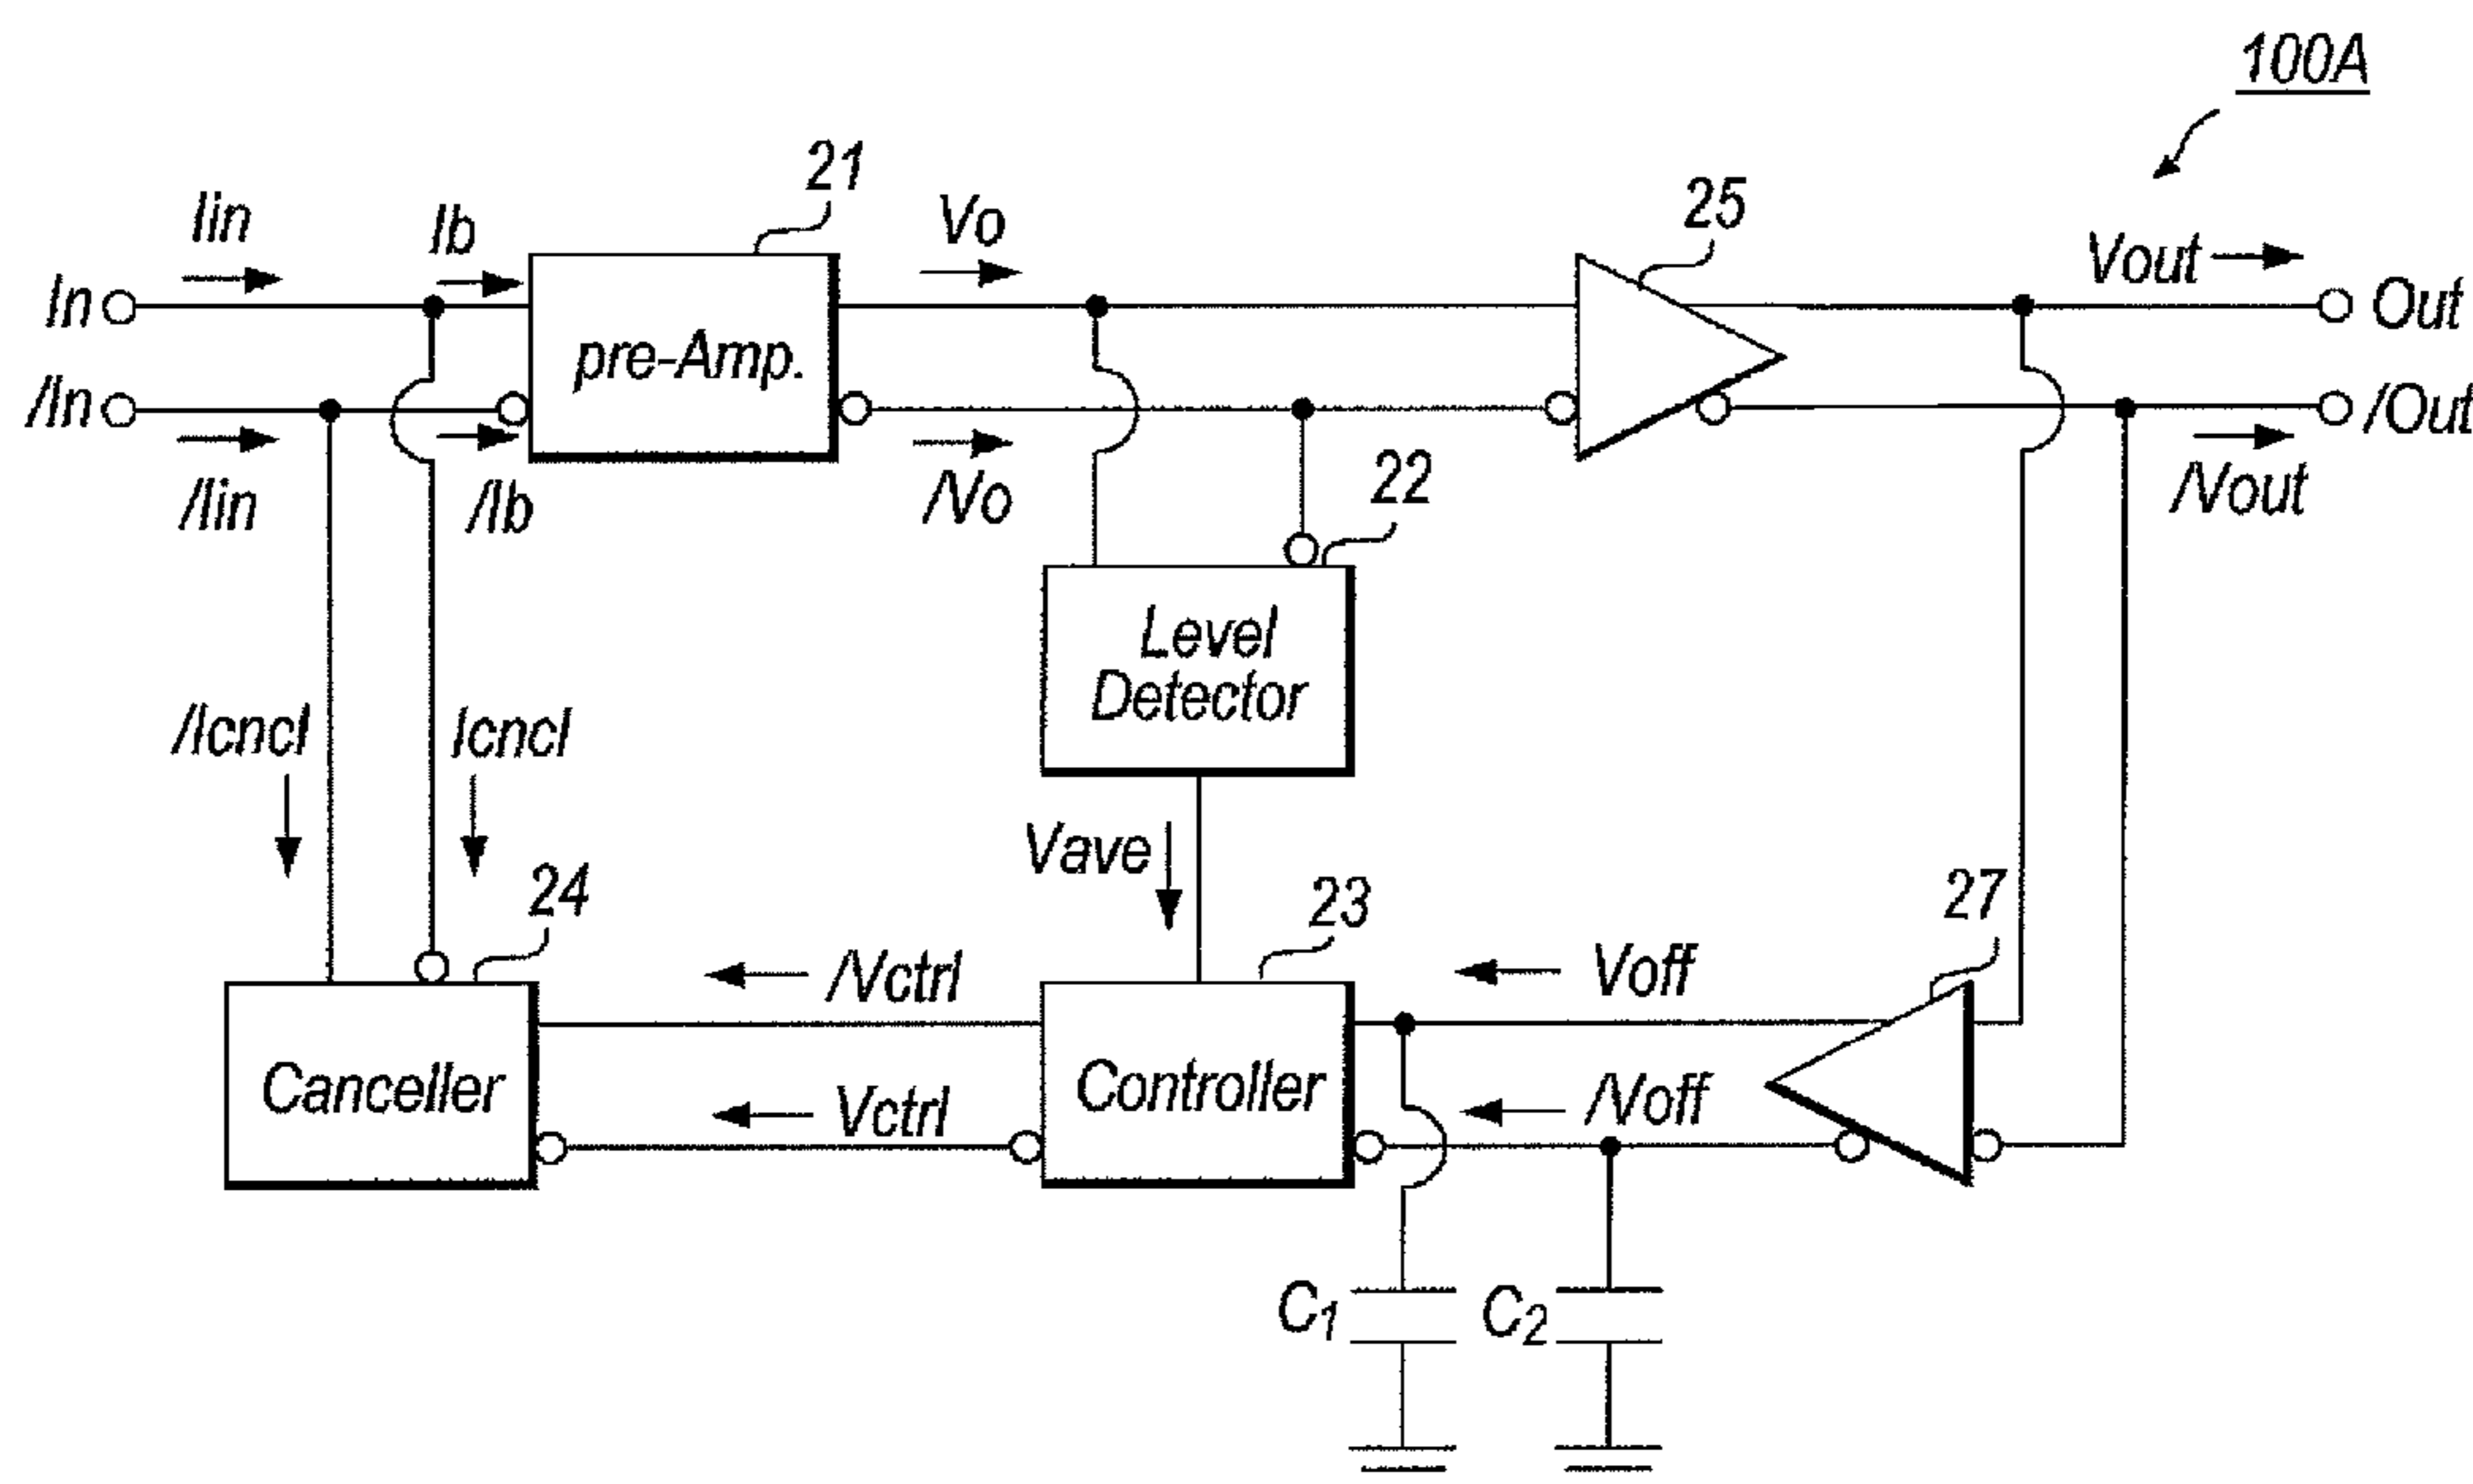 100A
21
25
Iin
Ib
Vo
Vout
In
pre-Amp.
Out
/In
/Out
/Iin
/Ib
/Vo
22
/Vout
Level
Detector
/Icncl
Icncl
Vave
24
23
27
/Vctrl
Voff
Canceller
Controller
Vctrl
/Voff
C1
C2